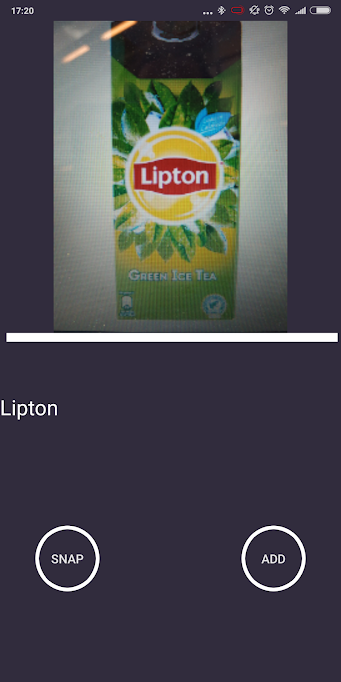 17:20
Lipton
GREEN ICE TEA
Lipton
SNAP
ADD